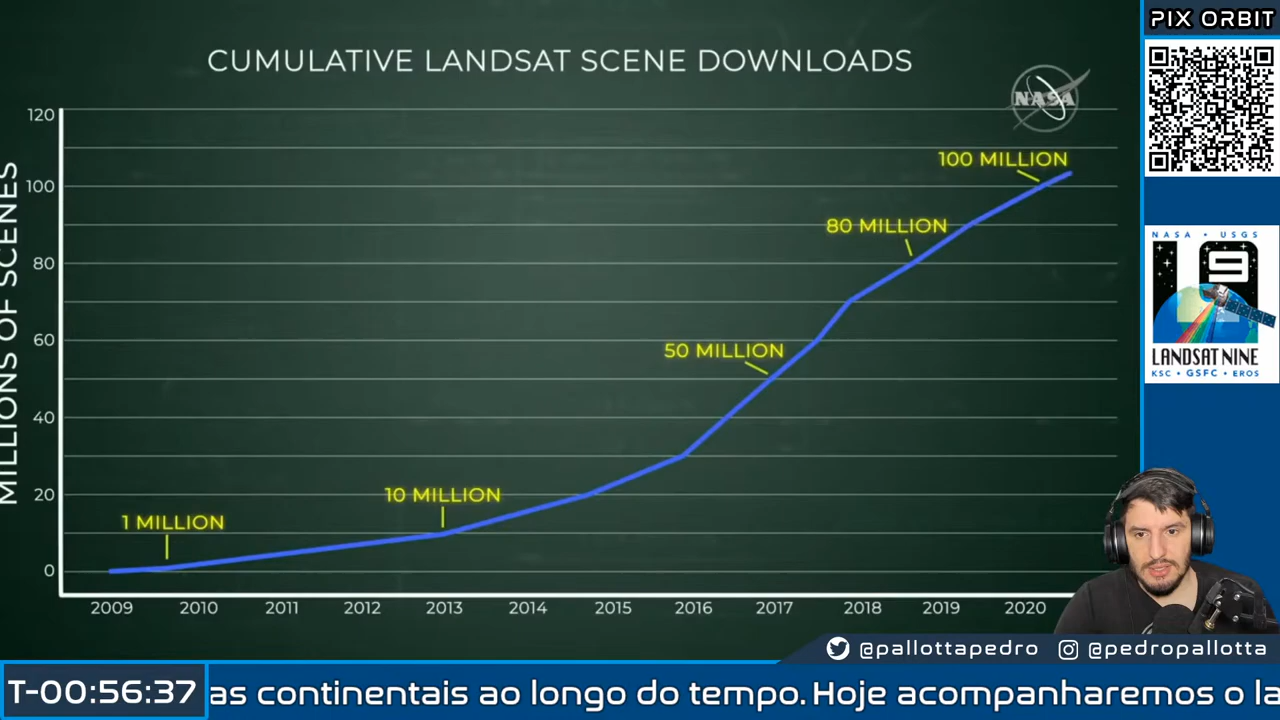 PIX ORBIT
CUMULATIVE LANDSAT SCENE DOWNLOADS
NASA
MILLIONS OF SCENES
120
100
80
60
40
20
0
1 MILLION
10 MILLION
50 MILLION
80 MILLION
100 MILLION
2009 2010 2011 2012 2013 2014 2015 2016 2017 2018 2019 2020
NASA • USGS
L9
LANDSAT NINE
KSC • GSFC • EROS
@pallottapedro @pedropallotta
T-00:56:37
as continentais ao longo do tempo. Hoje acompanharemos o la